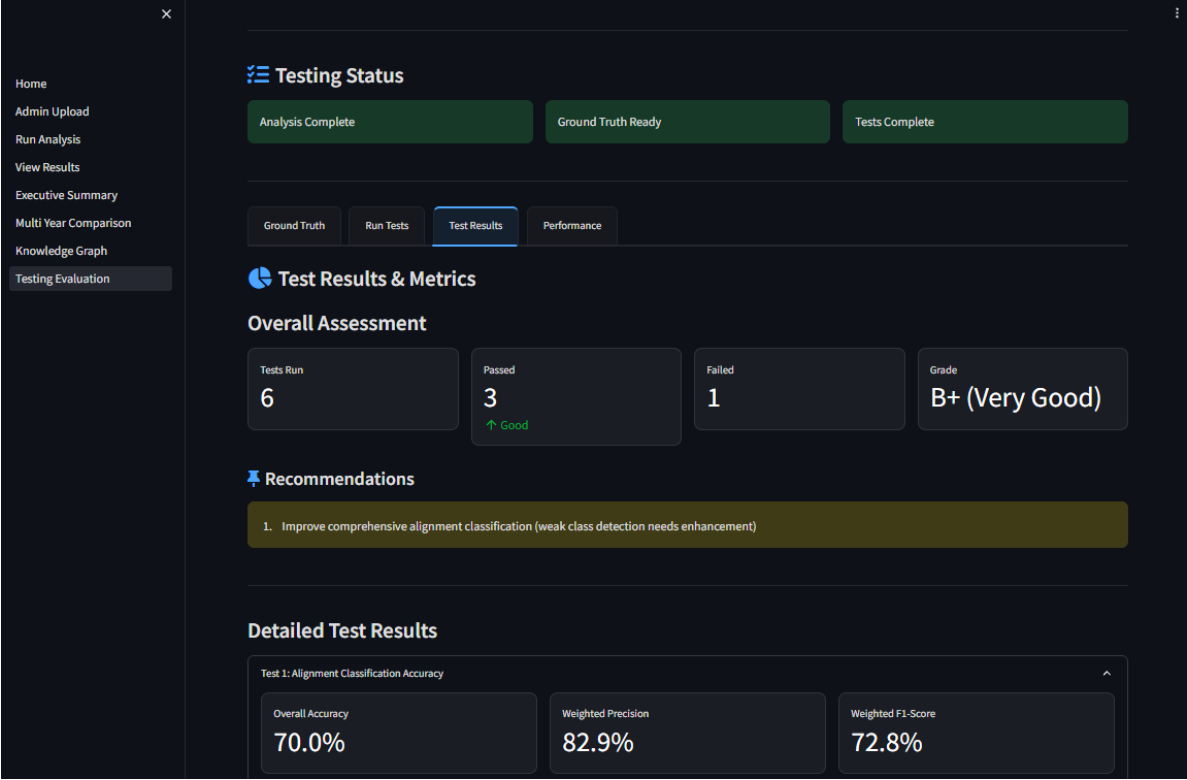 Home
Admin Upload
Run Analysis
View Results
Executive Summary
Multi Year Comparison
Knowledge Graph
Testing Evaluation
Testing Status
Analysis Complete
Ground Truth Ready
Tests Complete
Ground Truth
Run Tests
Test Results
Performance
Test Results & Metrics
Overall Assessment
Tests Run
6
Passed
3
↑ Good
Failed
1
Grade
B+ (Very Good)
Recommendations
1. Improve comprehensive alignment classification (weak class detection needs enhancement)
Detailed Test Results
Test 1: Alignment Classification Accuracy
Overall Accuracy
70.0%
Weighted Precision
82.9%
Weighted F1-Score
72.8%